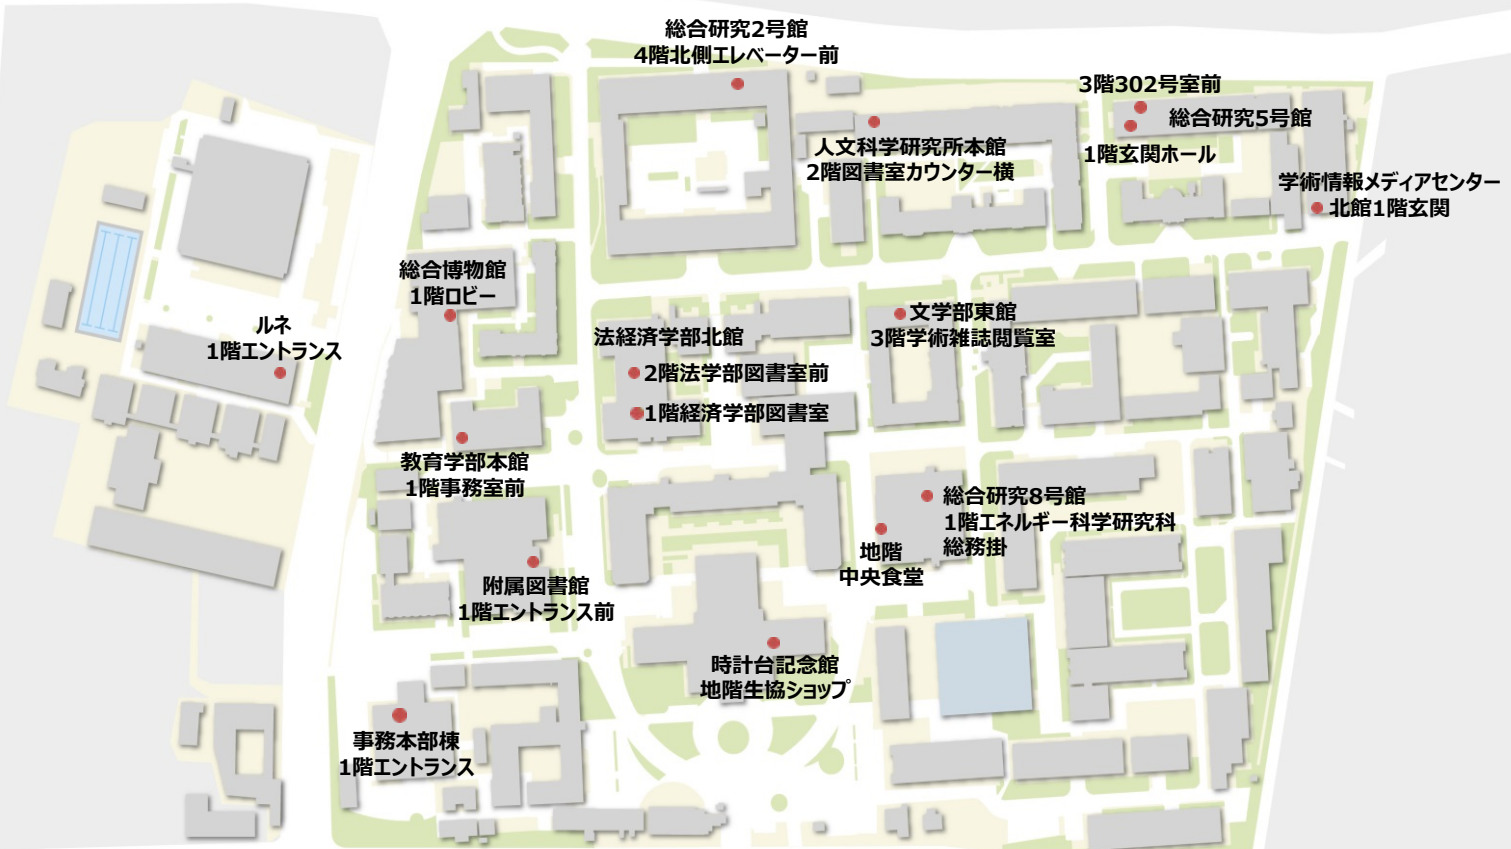 総合研究2号館
4階北側エレベーター前
3階302号室前
総合研究5号館
1階玄関ホール
人文科学研究所本館
2階図書室カウンター横
学術情報メディアセンター
北館1階玄関
総合博物館
1階ロビー
ルネ
1階エントランス
法経済学部北館
2階法学部図書室前
1階経済学部図書室
文学部東館
3階学術雑誌閲覧室
教育学部本館
1階事務室前
総合研究8号館
1階エネルギー科学研究科
総務掛
地階
中央食堂
附属図書館
1階エントランス前
時計台記念館
地階生協ショップ
事務本部棟
1階エントランス